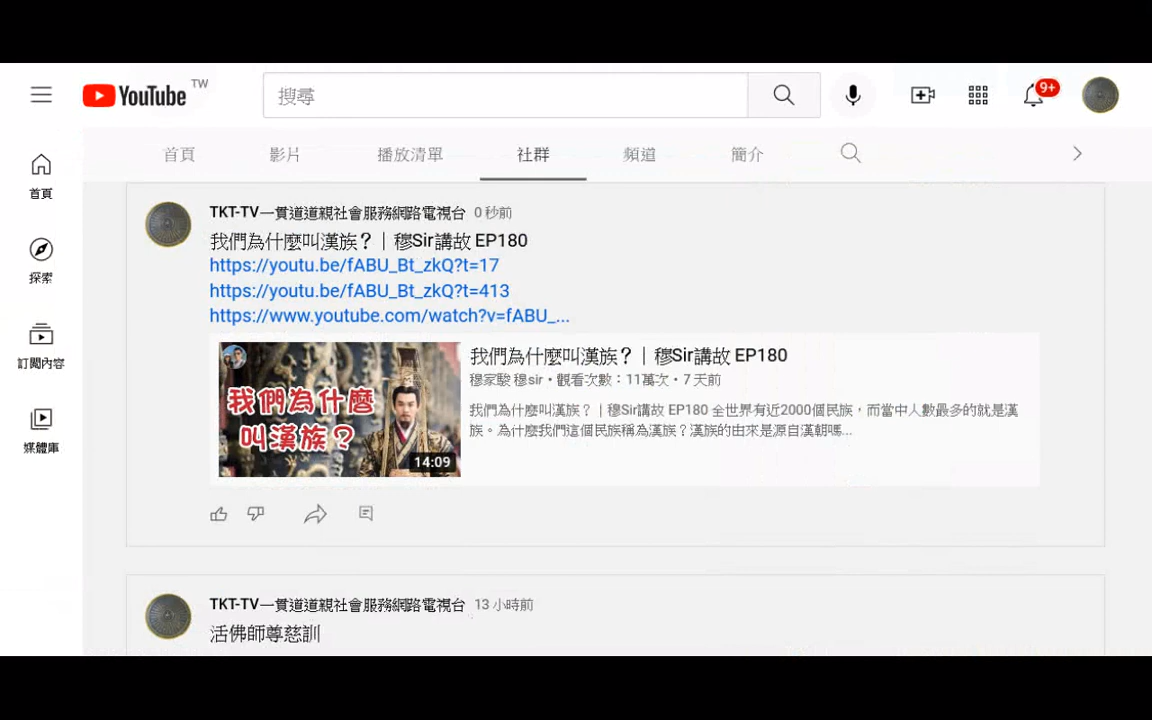 YouTube TW
搜尋
9+
首頁
影片
播放清單
社群
頻道
簡介
首頁
探索
訂閱內容
媒體庫
TKT-TV一貫道道親社會服務網路電視台 0 秒前
我們為什麼叫漢族？｜穆Sir講故 EP180
https://youtu.be/fABU_Bt_zkQ?t=17
https://youtu.be/fABU_Bt_zkQ?t=413
https://www.youtube.com/watch?v=fABU_...
我們為什麼
叫漢族？
14:09
我們為什麼叫漢族？｜穆Sir講故 EP180
穆家駿 穆sir・觀看次數：11萬次・7 天前
我們為什麼叫漢族？｜穆Sir講故 EP180 全世界有近2000個民族，而當中人數最多的就是漢
族。為什麼我們這個民族稱為漢族？漢族的由來是源自漢朝嗎...
TKT-TV一貫道道親社會服務網路電視台 13 小時前
活佛師尊慈訓